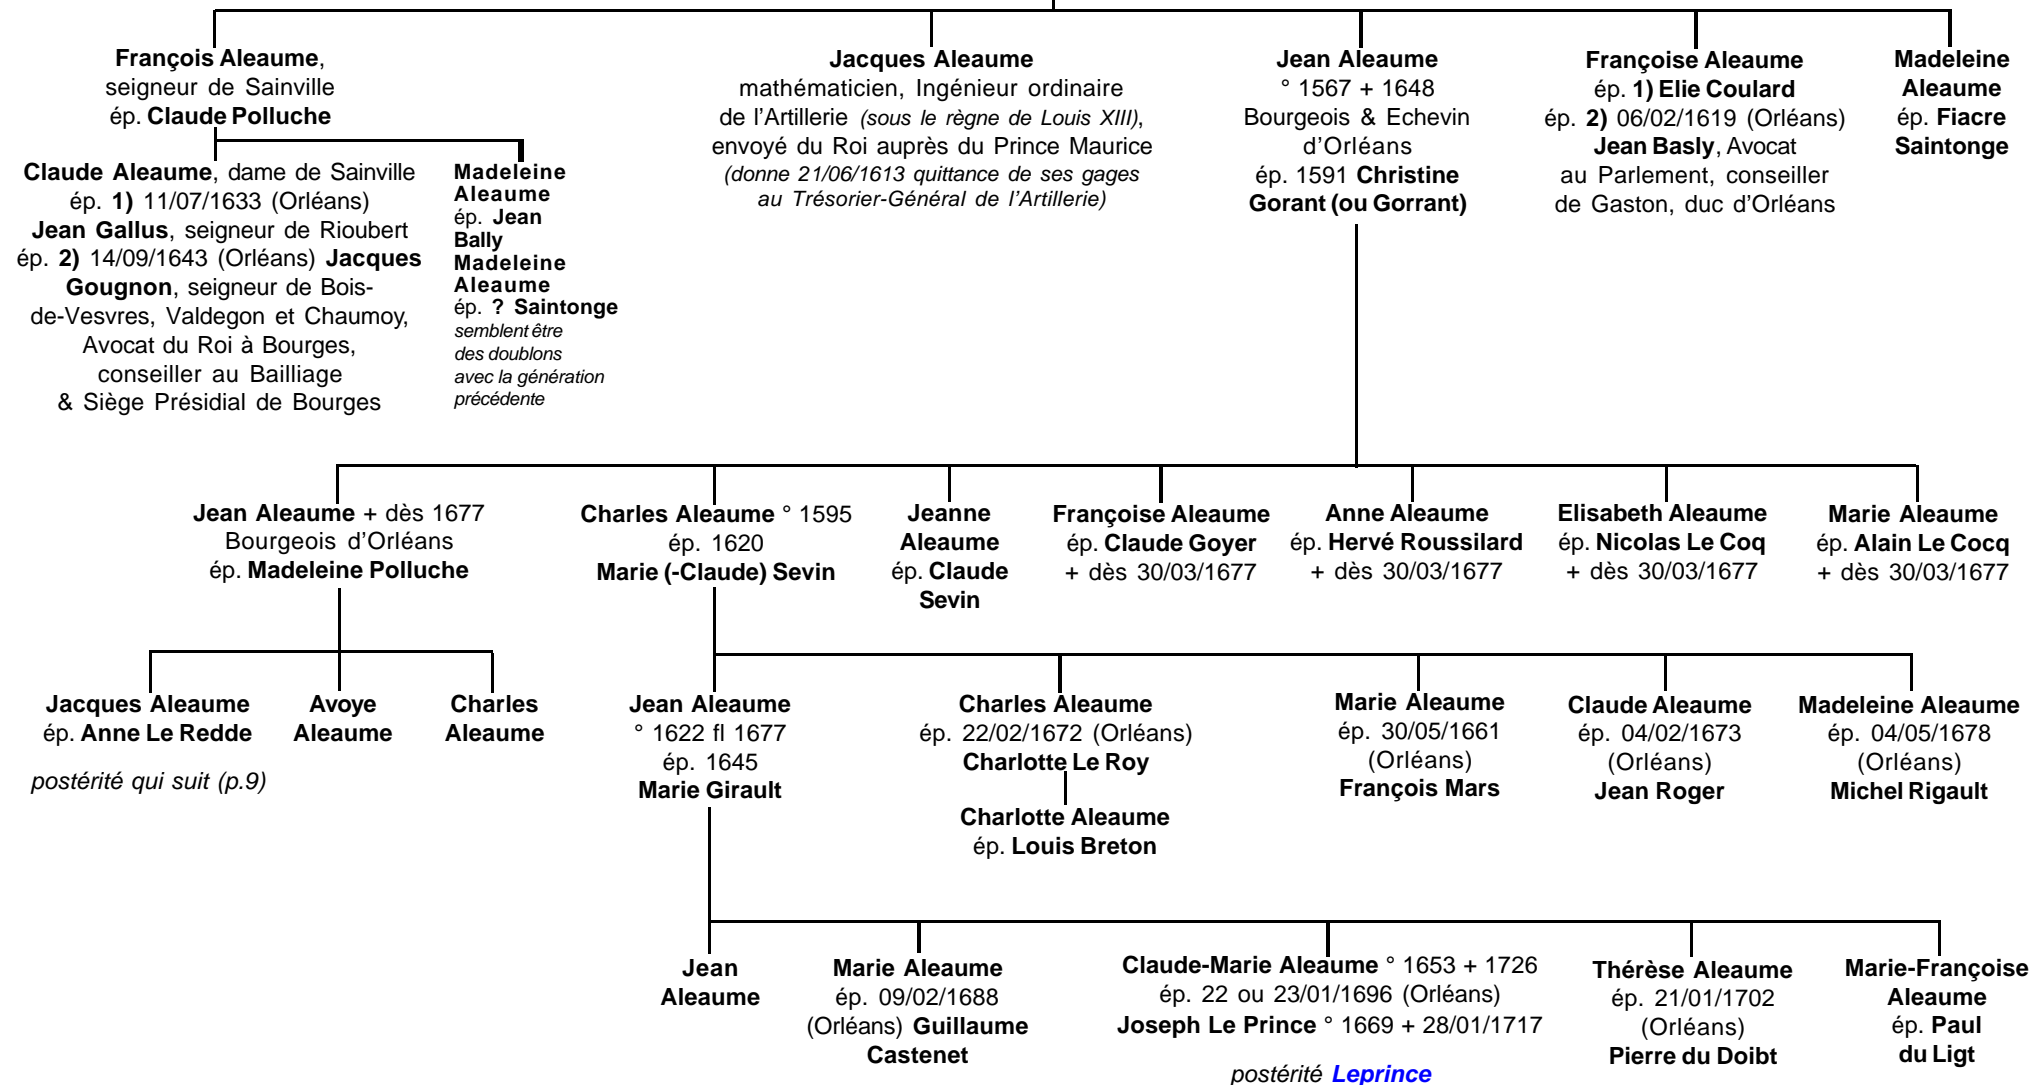 François Aleaume,
seigneur de Sainville
ép. Claude Polluche
Jacques Aleaume
mathématicien, Ingénieur ordinaire
de l'Artillerie (sous le règne de Louis XIII),
envoyé du Roi auprès du Prince Maurice
(donne 21/06/1613 quittance de ses gages
au Trésorier-Général de l'Artillerie)
Jean Aleaume
° 1567 + 1648
Bourgeois & Echevin
d'Orléans
ép. 1591 Christine
Gorant (ou Gorrant)
Françoise Aleaume
ép. 1) Elie Coulard
ép. 2) 06/02/1619 (Orléans)
Jean Basly, Avocat
au Parlement, conseiller
de Gaston, duc d'Orléans
Madeleine
Aleaume
ép. Fiacre
Saintonge
Claude Aleaume, dame de Sainville
ép. 1) 11/07/1633 (Orléans)
Jean Gallus, seigneur de Rioubert
ép. 2) 14/09/1643 (Orléans) Jacques
Gougnon, seigneur de Bois-
de-Vesvres, Valdegon et Chaumoy,
Avocat du Roi à Bourges,
conseiller au Bailliage
& Siège Présidial de Bourges
Madeleine
Aleaume
ép. Jean
Bally
Madeleine
Aleaume
ép. ? Saintonge
semblent être
des doublons
avec la génération
précédente
Jean Aleaume + dès 1677
Bourgeois d'Orléans
ép. Madeleine Polluche
Charles Aleaume ° 1595
ép. 1620
Marie (-Claude) Sevin
Jeanne
Aleaume
ép. Claude
Sevin
Françoise Aleaume
ép. Claude Goyer
+ dès 30/03/1677
Anne Aleaume
ép. Hervé Roussilard
+ dès 30/03/1677
Elisabeth Aleaume
ép. Nicolas Le Coq
+ dès 30/03/1677
Marie Aleaume
ép. Alain Le Cocq
+ dès 30/03/1677
Jacques Aleaume
ép. Anne Le Redde
postérité qui suit (p.9)
Avoye
Aleaume
Charles
Aleaume
Jean Aleaume
° 1622 fl 1677
ép. 1645
Marie Girault
Charles Aleaume
ép. 22/02/1672 (Orléans)
Charlotte Le Roy
Charlotte Aleaume
ép. Louis Breton
Marie Aleaume
ép. 30/05/1661
(Orléans)
François Mars
Claude Aleaume
ép. 04/02/1673
(Orléans)
Jean Roger
Madeleine Aleaume
ép. 04/05/1678
(Orléans)
Michel Rigault
Jean
Aleaume
Marie Aleaume
ép. 09/02/1688
(Orléans) Guillaume
Castenet
Claude-Marie Aleaume ° 1653 + 1726
ép. 22 ou 23/01/1696 (Orléans)
Joseph Le Prince ° 1669 + 28/01/1717
postérité Leprince
Thérèse Aleaume
ép. 21/01/1702
(Orléans)
Pierre du Doibt
Marie-Françoise
Aleaume
ép. Paul
du Ligt